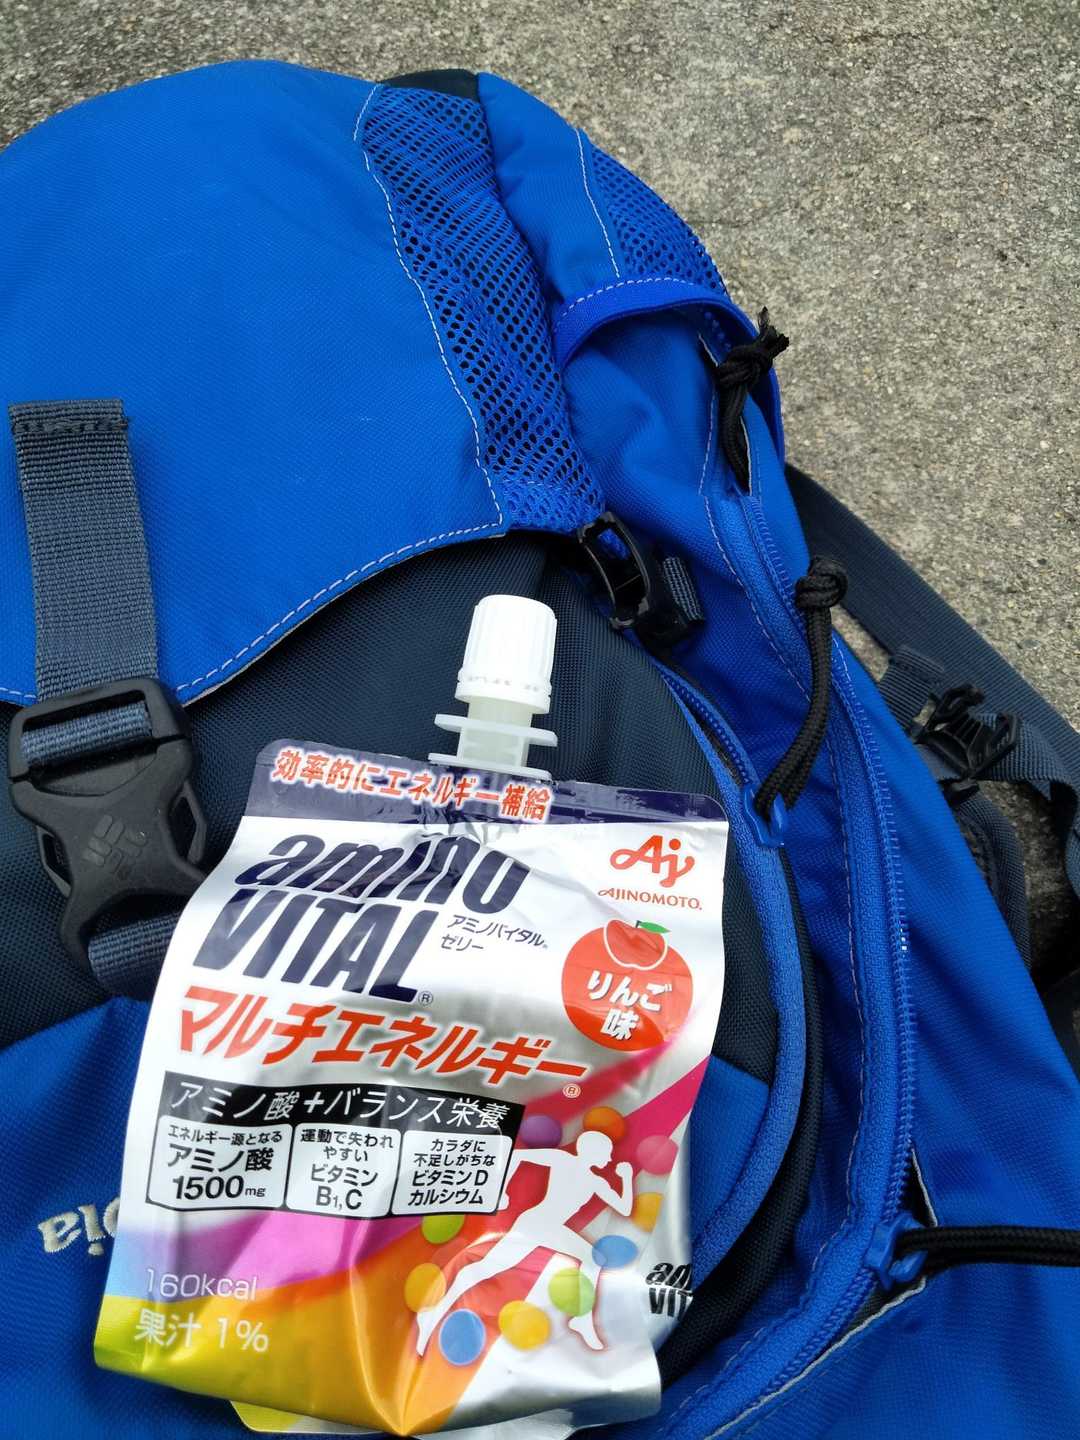 効率的にエネルギー補給
amino
VITAL®
アミノバイタル®
ゼリー
Aj
AJINOMOTO®
りんご
味
マルチエネルギー®
アミノ酸+バランス栄養
エネルギー源となる
アミノ酸
1500mg
運動で失われ
やすい
ビタミン
B1,C
カラダに
不足しがちな
ビタミンD
カルシウム
160kcal
果汁 1%